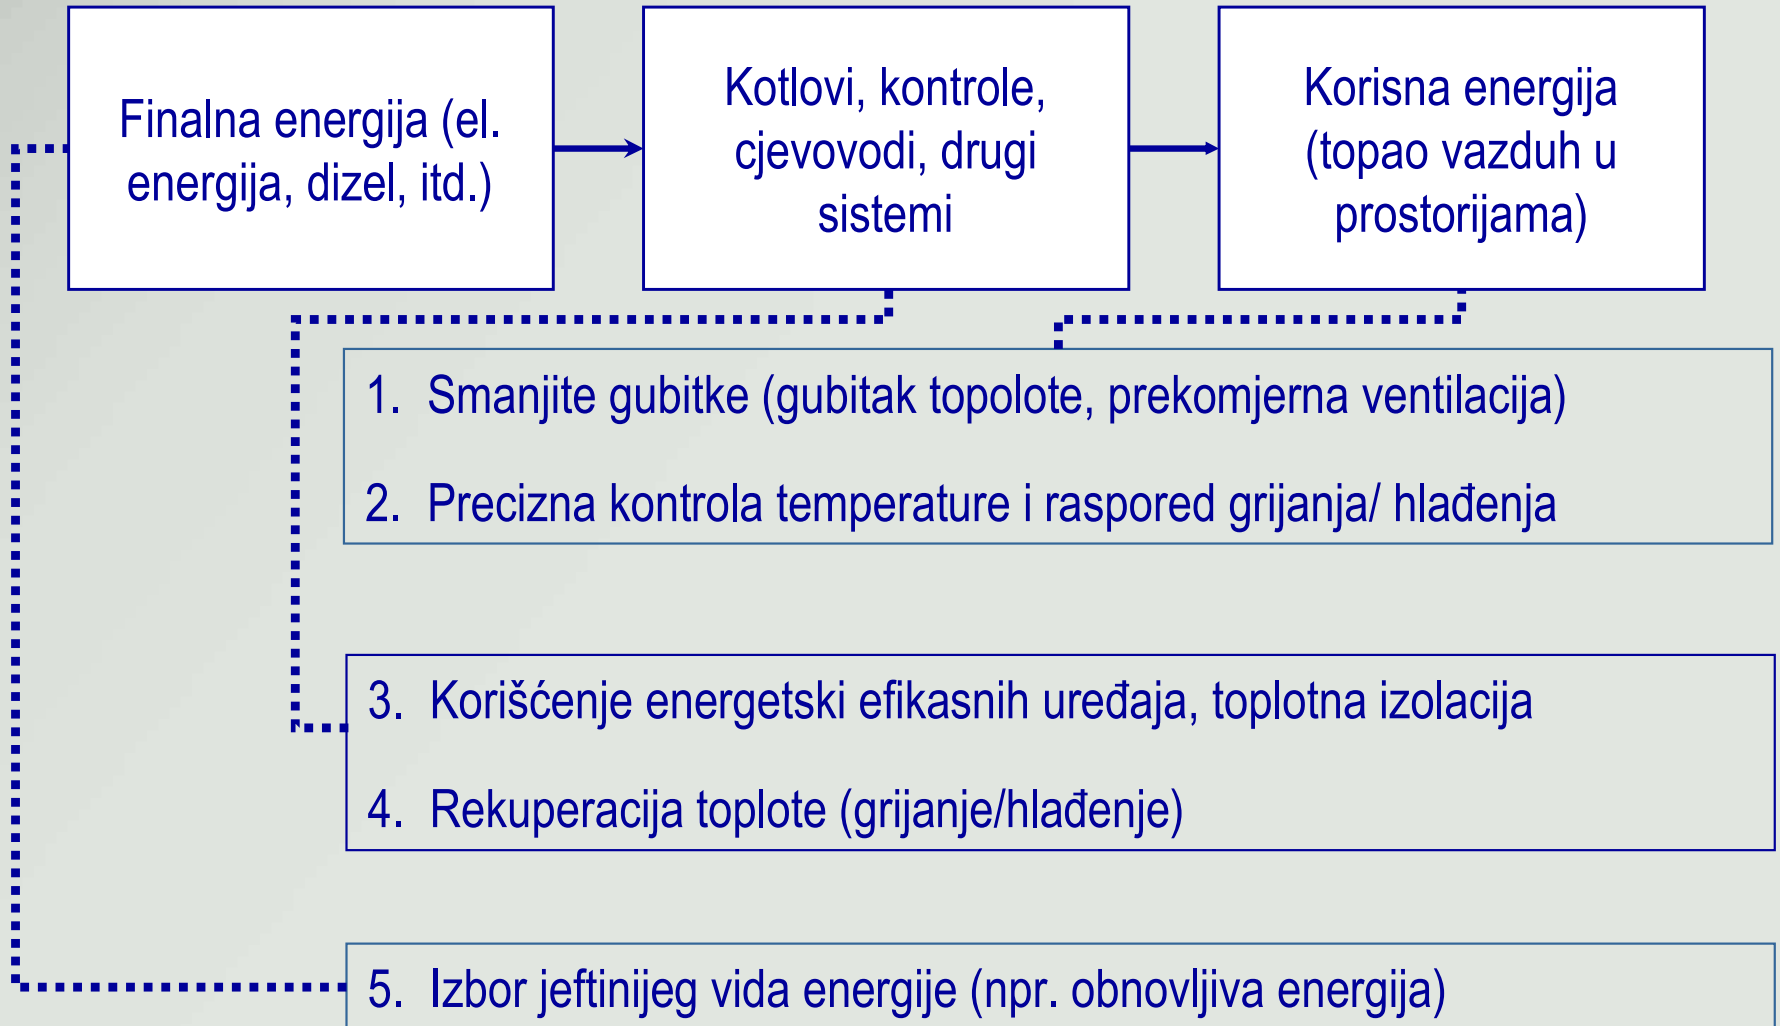 Finalna energija (el.
energija, dizel, itd.)
Kotlovi, kontrole,
cjevovodi, drugi
sistemi
Korisna energija
(topao vazduh u
prostorijama)
1. Smanjite gubitke (gubitak topolote, prekomjerna ventilacija)
2. Precizna kontrola temperature i raspored grijanja/ hlađenja
3. Korišćenje energetski efikasnih uređaja, toplotna izolacija
4. Rekuperacija toplote (grijanje/hlađenje)
5. Izbor jeftinijeg vida energije (npr. obnovljiva energija)